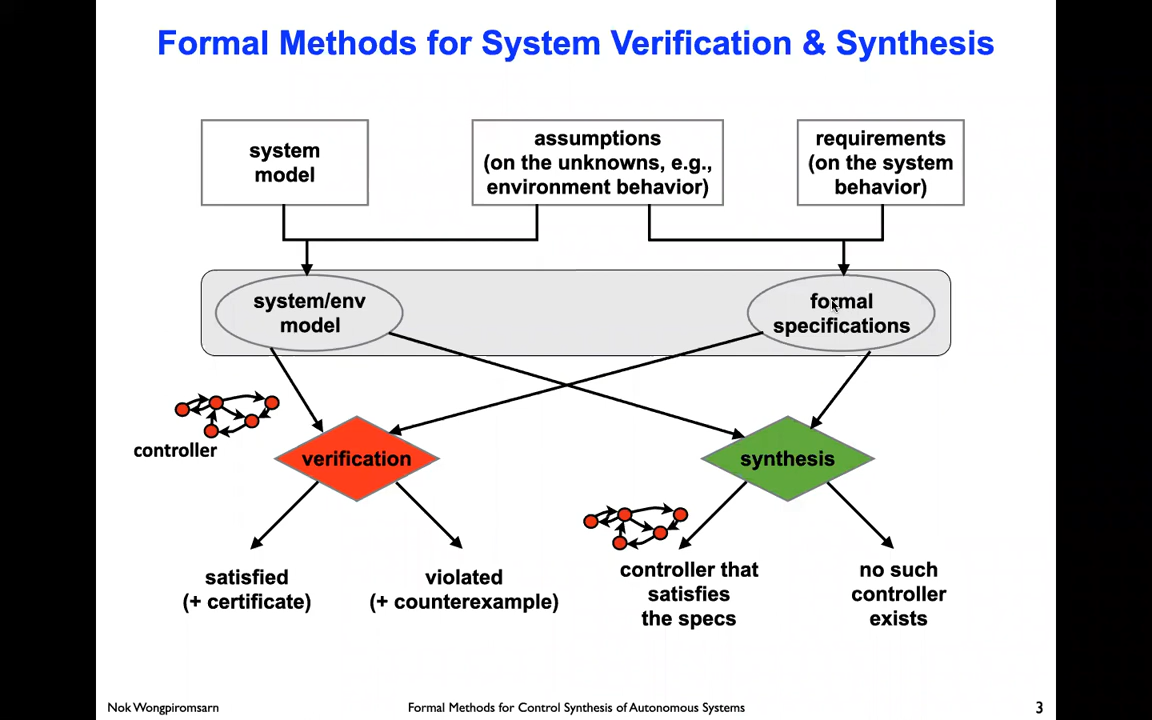 Formal Methods for System Verification & Synthesis
system
model
assumptions
(on the unknowns, e.g.,
environment behavior)
requirements
(on the system
behavior)
system/env
model
formal
specifications
controller
verification
synthesis
satisfied
(+ certificate)
violated
(+ counterexample)
controller that
satisfies
the specs
no such
controller
exists
Nok Wongpiromsarn
Formal Methods for Control Synthesis of Autonomous Systems
3